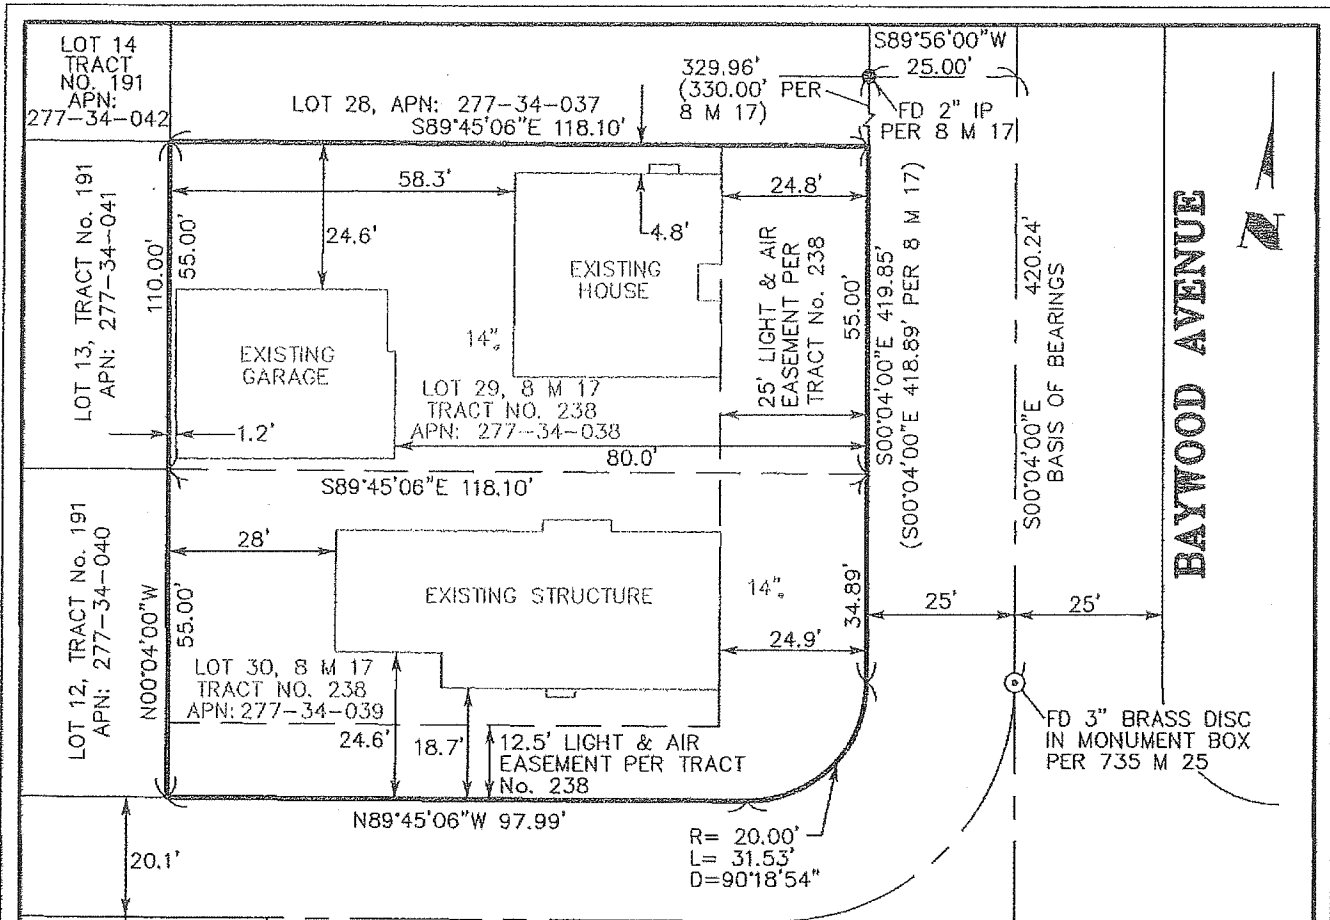 LOT 14
TRACT
NO. 191
APN:
277-34-042
LOT 28, APN: 277-34-037
S89°45'06"E 118.10'
329.96'
(330.00' PER
8 M 17)
S89°56'00"W
25.00'
FD 2" IP
PER 8 M 17
LOT 13, TRACT No. 191
APN: 277-34-041
110.00'
55.00'
58.3'
24.6'
4.8'
24.8'
EXISTING
HOUSE
25' LIGHT & AIR
EASEMENT PER
TRACT No. 238
55.00'
S00°04'00"E 419.85'
(S00°04'00"E 418.89' PER 8 M 17)
S00°04'00"E 420.24'
BASIS OF BEARINGS
BAYWOOD AVENUE
N
EXISTING
GARAGE
14"
LOT 29, 8 M 17
TRACT NO. 238
APN: 277-34-038
1.2'
80.0'
S89°45'06"E 118.10'
LOT 12, TRACT No. 191
APN: 277-34-040
N00°04'00"W
55.00'
28'
EXISTING STRUCTURE
14"
34.89'
25'
25'
24.9'
LOT 30, 8 M 17
TRACT NO. 238
APN: 277-34-039
24.6'
18.7'
12.5' LIGHT & AIR
EASEMENT PER TRACT
No. 238
FD 3" BRASS DISC
IN MONUMENT BOX
PER 735 M 25
N89°45'06"W 97.99'
R= 20.00'
L= 31.53'
D=90°18'54"
20.1'